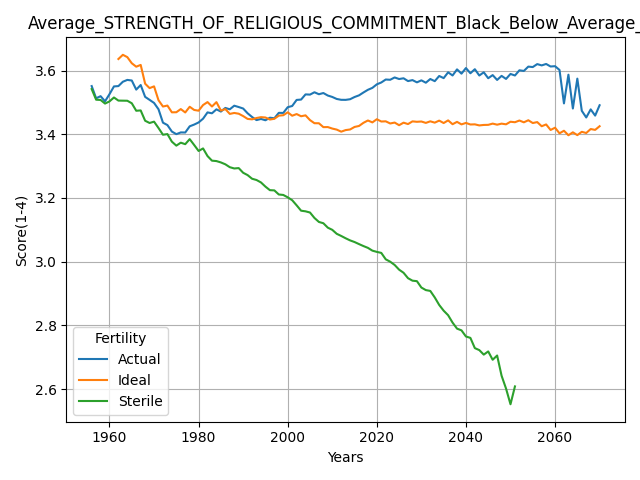 Average_STRENGTH_OF_RELIGIOUS_COMMITMENT_Black_Below_Average_
3.6
3.4
3.2
3.0
2.8
2.6
Score(1-4)
Fertility
Actual
Ideal
Sterile
1960 1980 2000 2020 2040 2060
Years